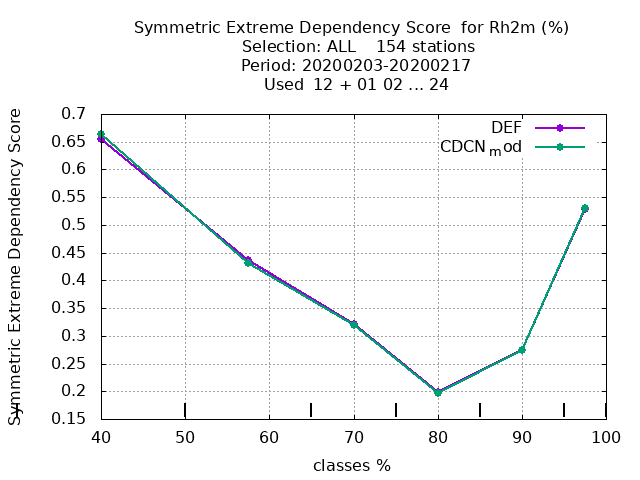 Symmetric Extreme Dependency Score  for Rh2m (%)
Selection: ALL    154 stations
Period: 20200203-20200217
Used  12 + 01 02 ... 24
Symmetric Extreme Dependency Score
0.7
0.65
0.6
0.55
0.5
0.45
0.4
0.35
0.3
0.25
0.2
0.15
DEF
CDCNmod
40 50 60 70 80 90 100
classes %